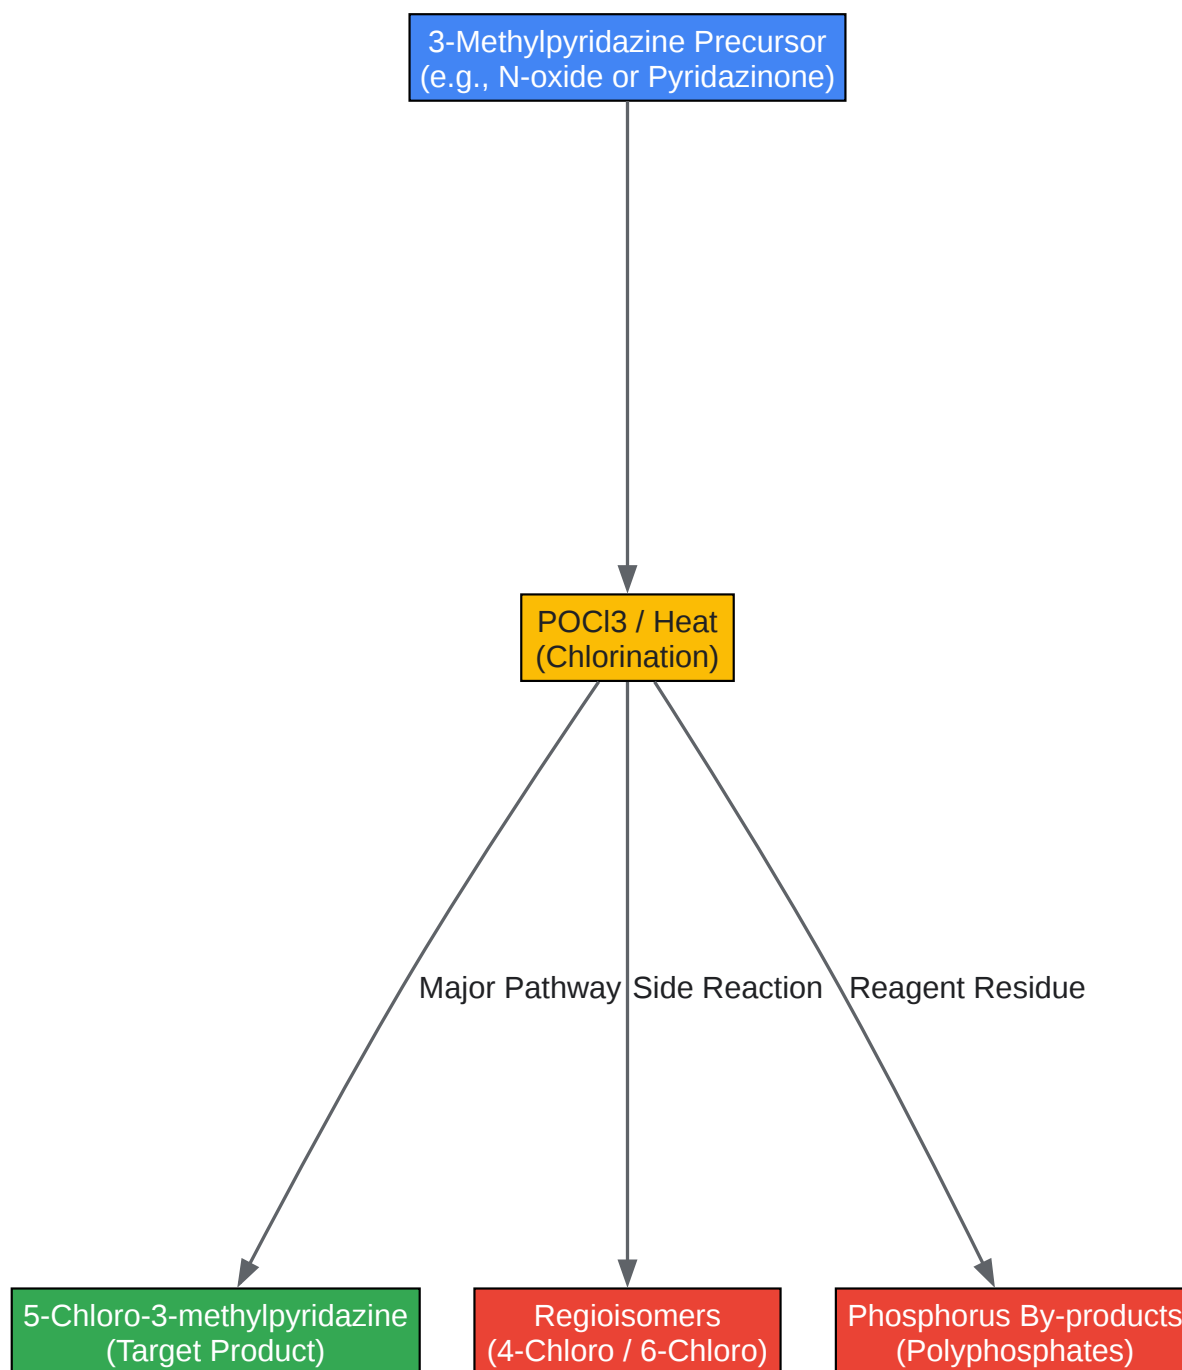 3-Methylpyridazine Precursor
(e.g., N-oxide or Pyridazinone)
POCl3 / Heat
(Chlorination)
Major Pathway
Side Reaction
Reagent Residue
5-Chloro-3-methylpyridazine
(Target Product)
Regioisomers
(4-Chloro / 6-Chloro)
Phosphorus By-products
(Polyphosphates)